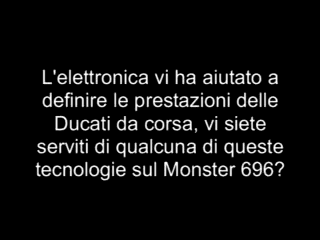 L'elettronica vi ha aiutato a
definire le prestazioni delle
Ducati da corsa, vi siete
serviti di qualcuna di queste
tecnologie sul Monster 696?